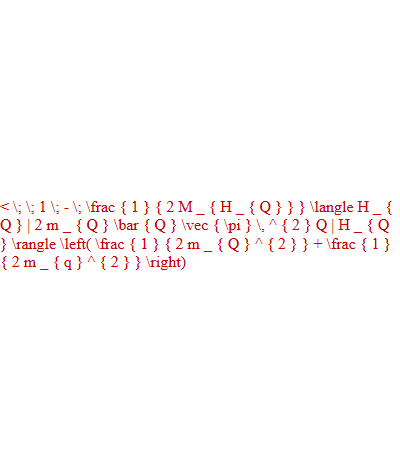 < \; \; 1 \; - \; \frac { 1 } { 2 M _ { H _ { Q } } } \langle H _ {
Q } | 2 m _ { Q } \bar { Q } \vec { \pi } \, ^ { 2 } Q | H _ { Q
} \rangle \left( \frac { 1 } { 2 m _ { Q } ^ { 2 } } + \frac { 1 }
{ 2 m _ { q } ^ { 2 } } \right)